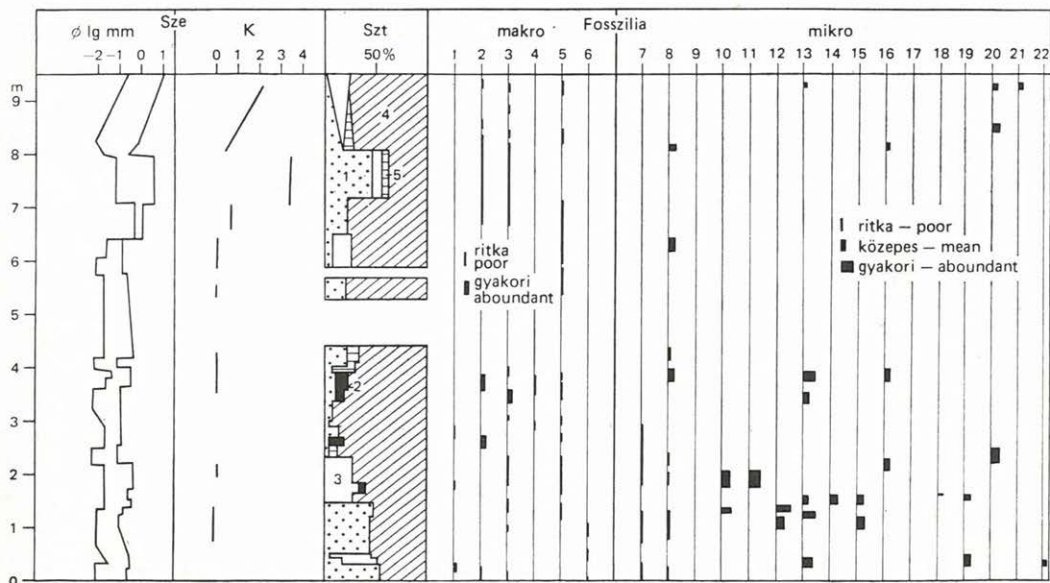 Sze
Fosszilia
ø lg mm
K
Szt
makro
mikro
−2 −1 0 1
0 1 2 3 4
50%
1 2 3 4 5 6 7 8 9 10 11 12 13 14 15 16 17 18 19 20 21 22
m
9
8
7
6
5
4
3
2
1
0
4
1
5
2
3
ritka
poor
gyakori
aboundant
ritka — poor
közepes — mean
gyakori — aboundant